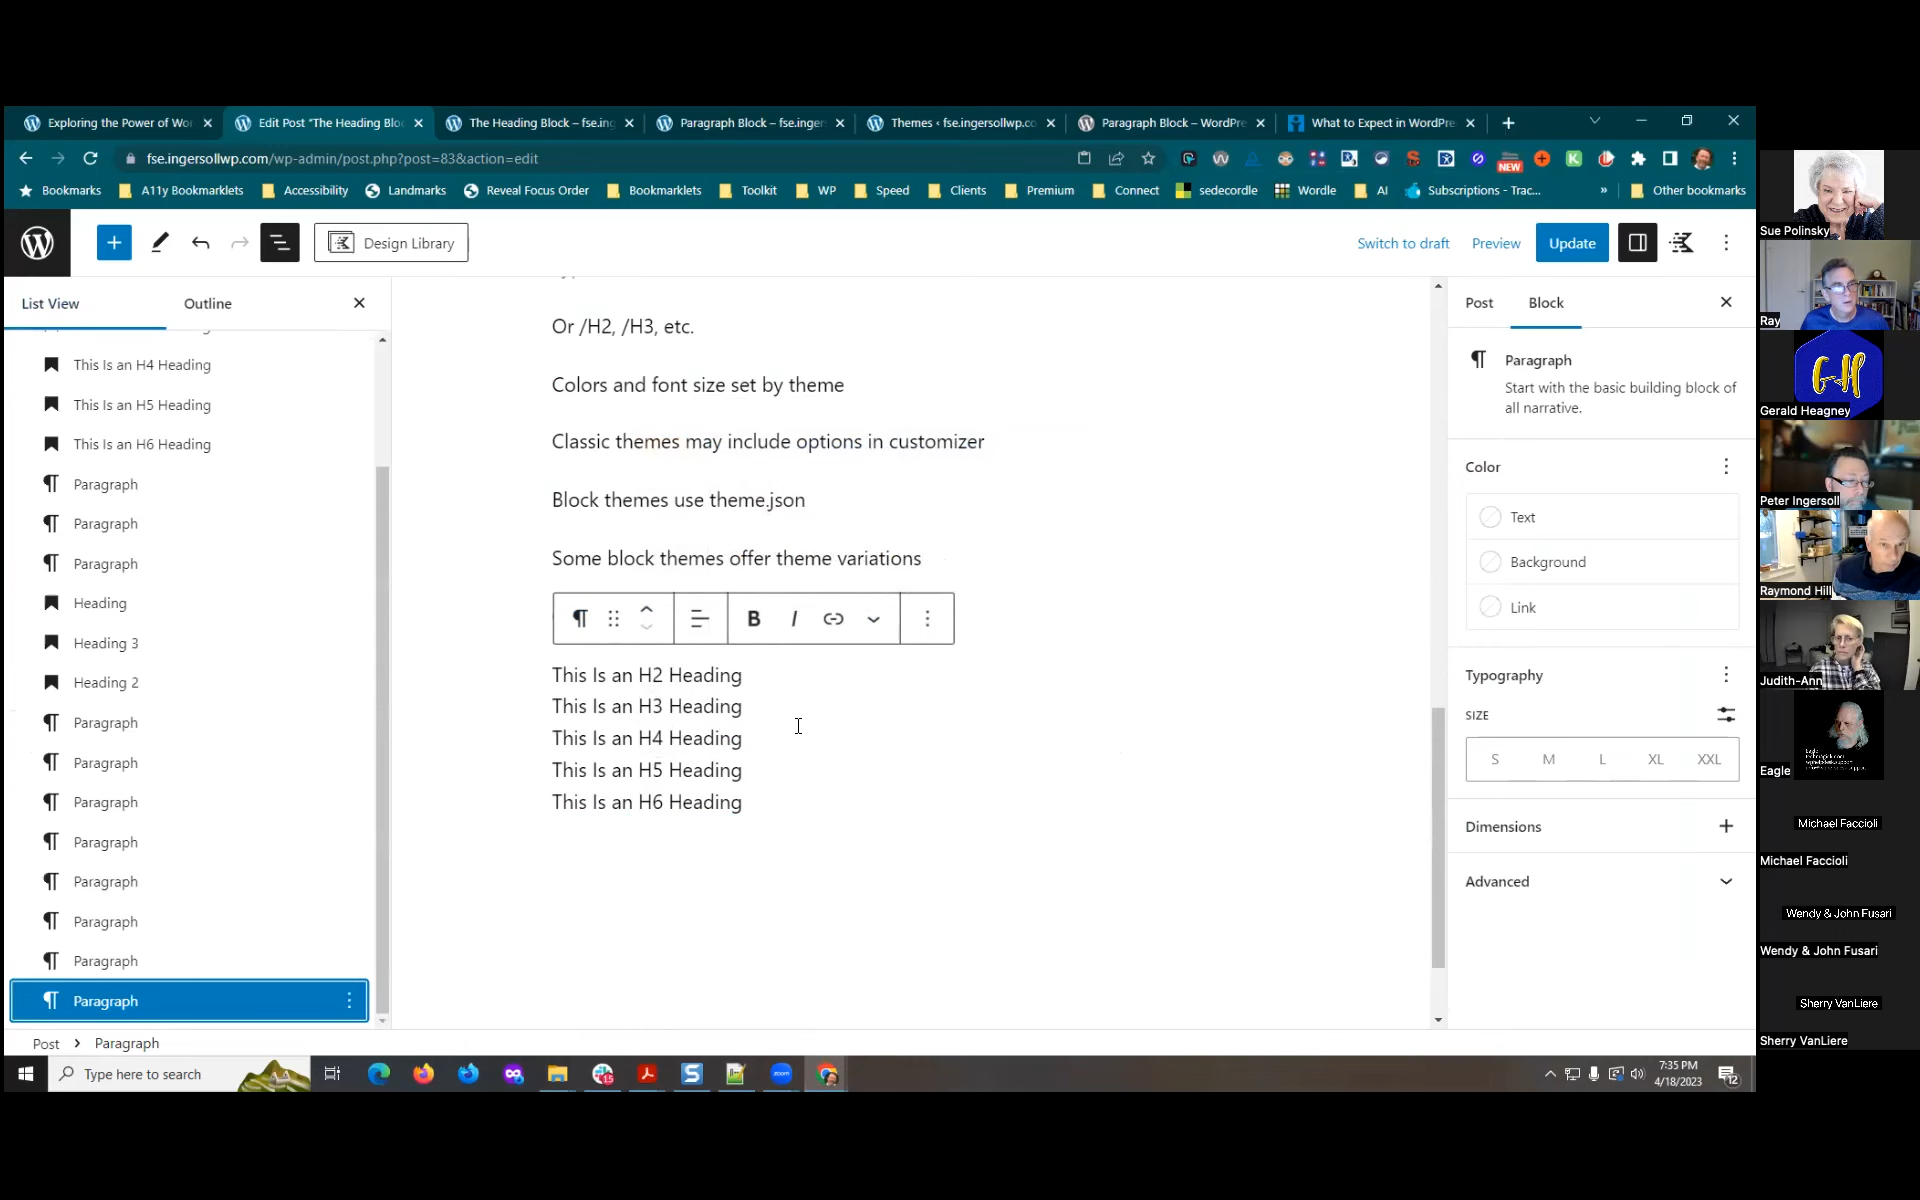 Exploring the Power of Wo
Edit Post "The Heading Blo
The Heading Block – fse.ing
Paragraph Block – fse.inger
Themes ‹ fse.ingersollwp.co
Paragraph Block – WordPre
What to Expect in WordPre
fse.ingersollwp.com/wp-admin/post.php?post=83&action=edit
NEW
Bookmarks
A11y Bookmarklets
Accessibility
Landmarks
Reveal Focus Order
Bookmarklets
Toolkit
WP
Speed
Clients
Premium
Connect
sedecordle
Wordle
AI
Subscriptions - Trac...
»
Other bookmarks
Design Library
Switch to draft
Preview
Update
List View
Outline
This Is an H4 Heading
This Is an H5 Heading
This Is an H6 Heading
Paragraph
Paragraph
Paragraph
Heading
Heading 3
Heading 2
Paragraph
Paragraph
Paragraph
Paragraph
Paragraph
Paragraph
Paragraph
Paragraph
Or /H2, /H3, etc.
Colors and font size set by theme
Classic themes may include options in customizer
Block themes use theme.json
Some block themes offer theme variations
B I
This Is an H2 Heading
This Is an H3 Heading
This Is an H4 Heading
This Is an H5 Heading
This Is an H6 Heading
Post
Block
Paragraph
Start with the basic building block of
all narrative.
Color
Text
Background
Link
Typography
SIZE
S M L XL XXL
Dimensions
Advanced
Post > Paragraph
Type here to search
15
zoom
7:35 PM
4/18/2023
12
Sue Polinsky
Ray
GH
Gerald Heagney
Peter Ingersoll
Raymond Hill
Judith-Ann
Eagle
Eagle
Michael Faccioli
Michael Faccioli
Wendy & John Fusari
Wendy & John Fusari
Sherry VanLiere
Sherry VanLiere